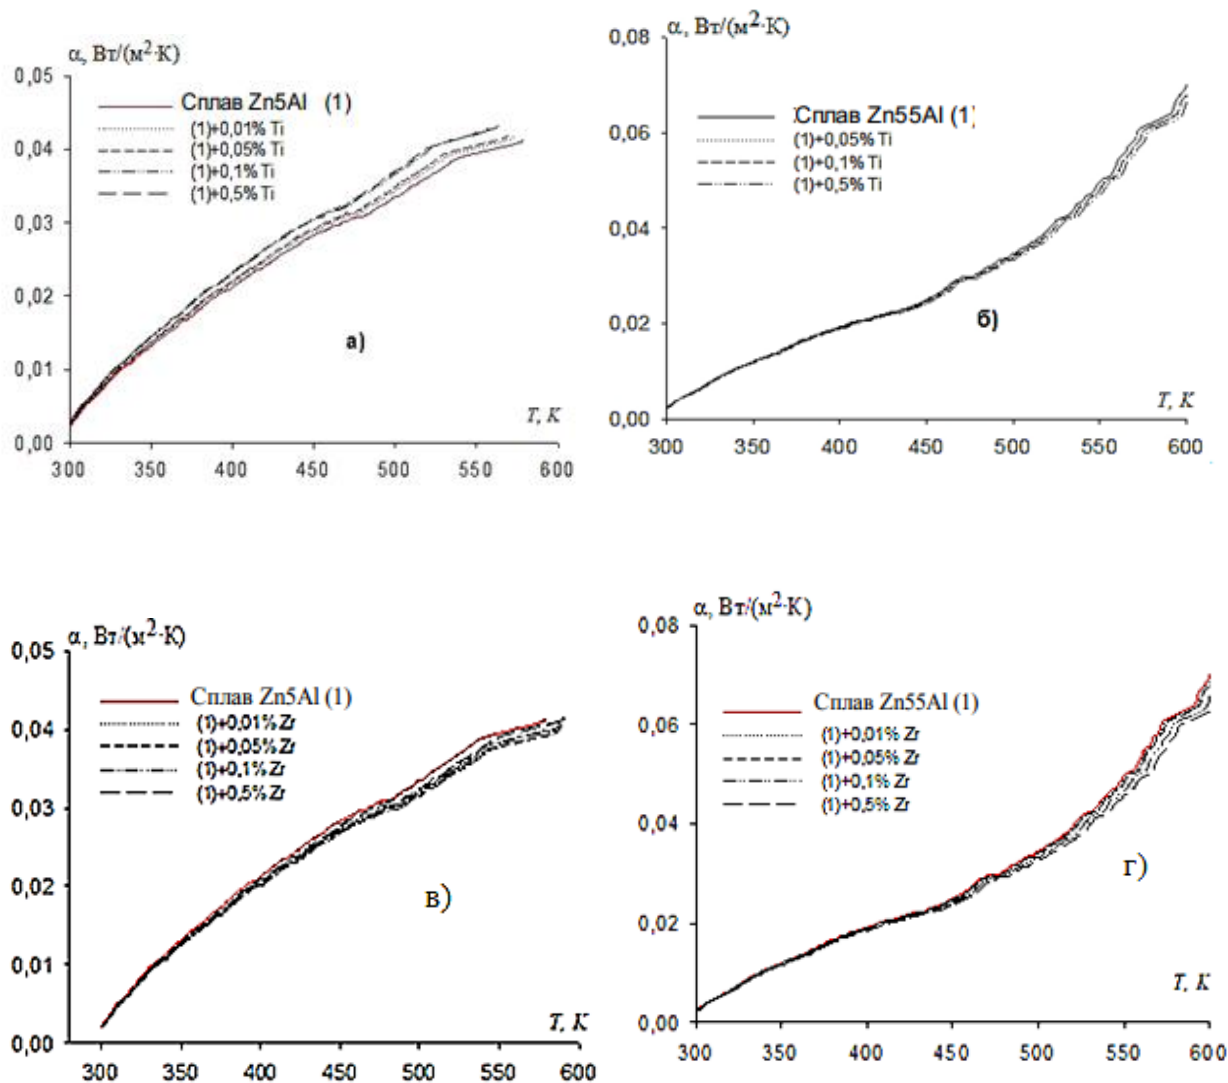 α, Вт/(м²·К)
0,05
0,04
0,03
0,02
0,01
0,00
Сплав Zn5Al (1)
(1)+0,01% Ti
(1)+0,05% Ti
(1)+0,1% Ti
(1)+0,5% Ti
а)
T, K
300 350 400 450 500 550 600
α, Вт/(м²·К)
0,08
0,06
0,04
0,02
0,00
Сплав Zn55Al (1)
(1)+0,05% Ti
(1)+0,1% Ti
(1)+0,5% Ti
б)
T, K
300 350 400 450 500 550 600
α, Вт/(м²·К)
0,05
0,04
0,03
0,02
0,01
0,00
Сплав Zn5Al (1)
(1)+0,01% Zr
(1)+0,05% Zr
(1)+0,1% Zr
(1)+0,5% Zr
в)
T, K
300 350 400 450 500 550 600
α, Вт/(м²·К)
0,08
0,06
0,04
0,02
0,00
Сплав Zn55Al (1)
(1)+0,01% Zr
(1)+0,05% Zr
(1)+0,1% Zr
(1)+0,5% Zr
г)
T, K
300 350 400 450 500 550 600